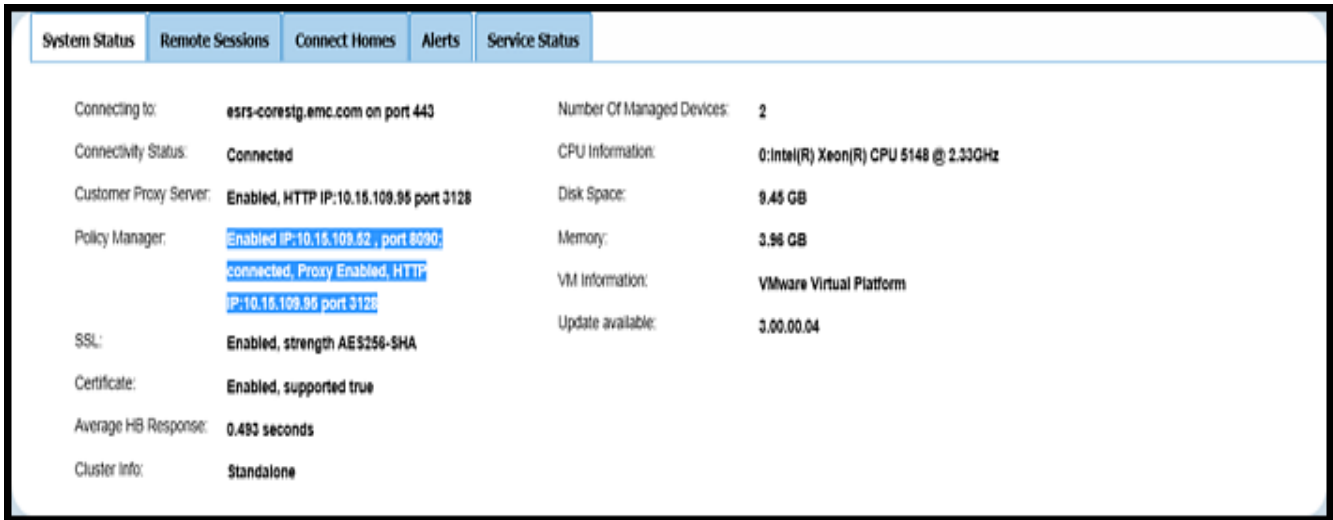 System Status Remote Sessions Connect Homes Alerts Service Status
Connecting to: esrs-corestg.emc.com on port 443
Connectivity Status: Connected
Customer Proxy Server: Enabled, HTTP IP:10.15.109.95 port 3128
Policy Manager: Enabled IP:10.15.109.52 , port 8090;
connected, Proxy Enabled, HTTP
IP:10.15.109.95 port 3128
SSL: Enabled, strength AES256-SHA
Certificate: Enabled, supported true
Average HB Response: 0.493 seconds
Cluster Info: Standalone
Number Of Managed Devices: 2
CPU Information: 0:Intel(R) Xeon(R) CPU 5148 @ 2.33GHz
Disk Space: 9.45 GB
Memory: 3.96 GB
VM Information: VMware Virtual Platform
Update available: 3.00.00.04